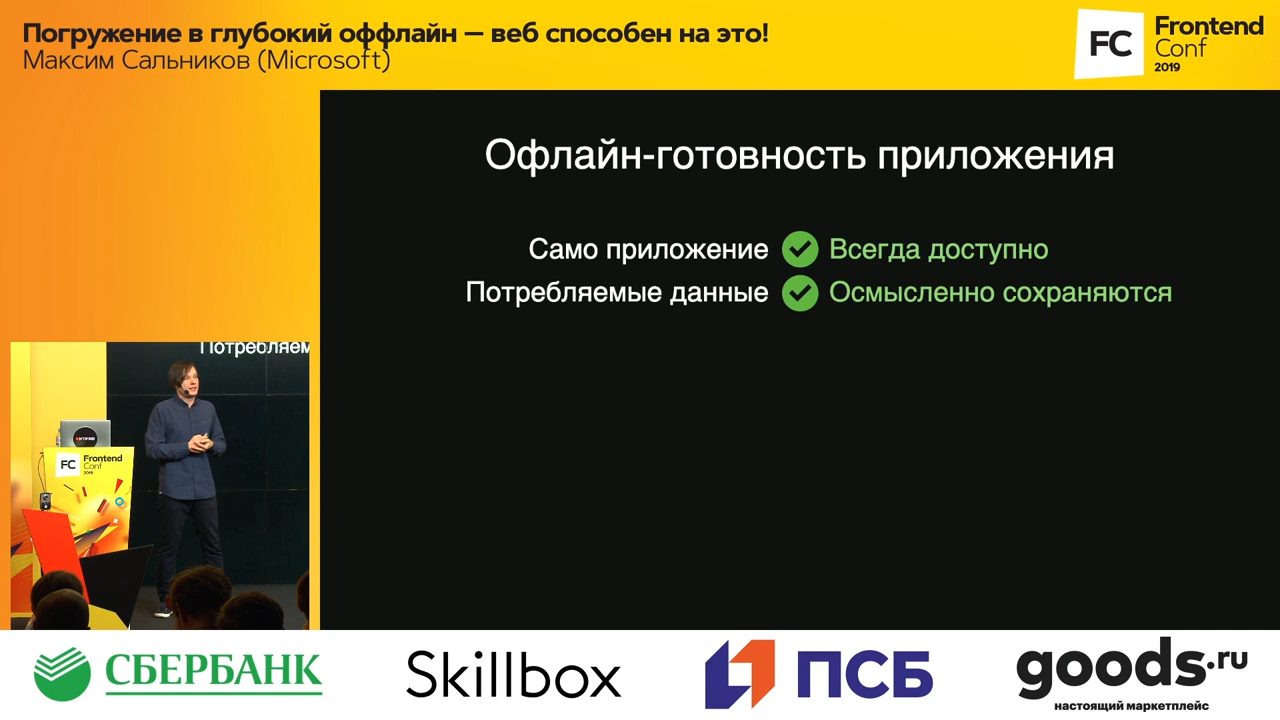 Погружение в глубокий оффлайн — веб способен на это!
Максим Сальников (Microsoft)
FC
Frontend
Conf
2019
Офлайн-готовность приложения
Само приложение Всегда доступно
Потребляемые данные Осмысленно сохраняются
Потребляем
FC
Frontend
Conf
2019
СБЕРБАНК
Skillbox
ПСБ
goods.ru
настоящий маркетплейс